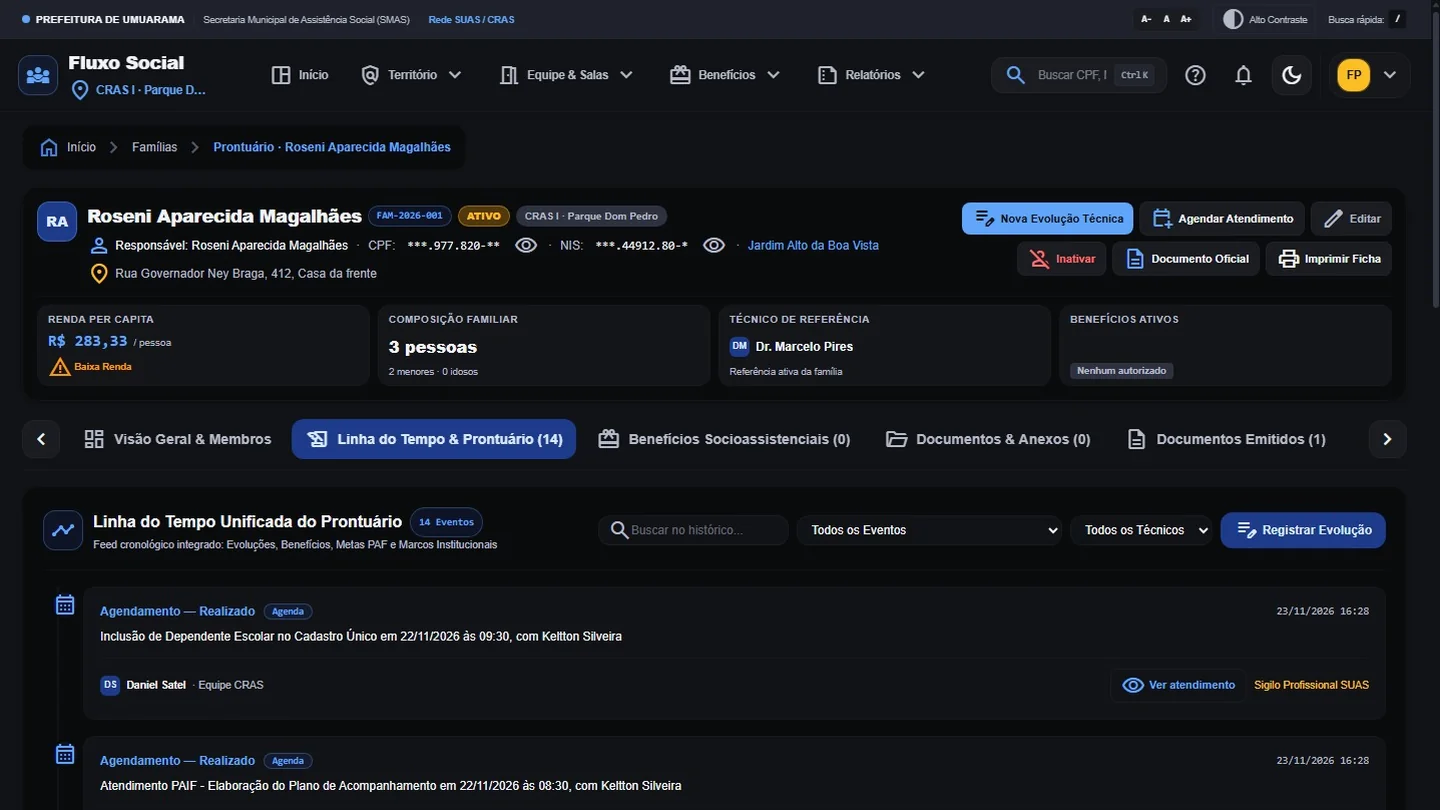 PREFEITURA DE UMUARAMA Secretaria Municipal de Assistência Social (SMAS) Rede SUAS / CRAS A- A A+ Alto Contraste Busca rápida: /
Fluxo Social
CRAS I · Parque D...
Início Território Equipe & Salas Benefícios Relatórios Buscar CPF, Ctrl K FP
Início Famílias Prontuário · Roseni Aparecida Magalhães
RA Roseni Aparecida Magalhães FAM-2026-001 ATIVO CRAS I · Parque Dom Pedro
Responsável: Roseni Aparecida Magalhães · CPF: ***.977.820-** · NIS: ***.44912.80-* · Jardim Alto da Boa Vista
Rua Governador Ney Braga, 412, Casa da frente
Nova Evolução Técnica Agendar Atendimento Editar
Inativar Documento Oficial Imprimir Ficha
RENDA PER CAPITA
R$ 283,33 / pessoa
Baixa Renda
COMPOSIÇÃO FAMILIAR
3 pessoas
2 menores · 0 idosos
TÉCNICO DE REFERÊNCIA
DM Dr. Marcelo Pires
Referência ativa da família
BENEFÍCIOS ATIVOS
Nenhum autorizado
Visão Geral & Membros Linha do Tempo & Prontuário (14) Benefícios Socioassistenciais (0) Documentos & Anexos (0) Documentos Emitidos (1)
Linha do Tempo Unificada do Prontuário 14 Eventos
Feed cronológico integrado: Evoluções, Benefícios, Metas PAF e Marcos Institucionais
Buscar no histórico... Todos os Eventos Todos os Técnicos Registrar Evolução
Agendamento — Realizado Agenda 23/11/2026 16:28
Inclusão de Dependente Escolar no Cadastro Único em 22/11/2026 às 09:30, com Keltton Silveira
DS Daniel Satel · Equipe CRAS Ver atendimento Sigilo Profissional SUAS
Agendamento — Realizado Agenda 23/11/2026 16:28
Atendimento PAIF - Elaboração do Plano de Acompanhamento em 22/11/2026 às 08:30, com Keltton Silveira